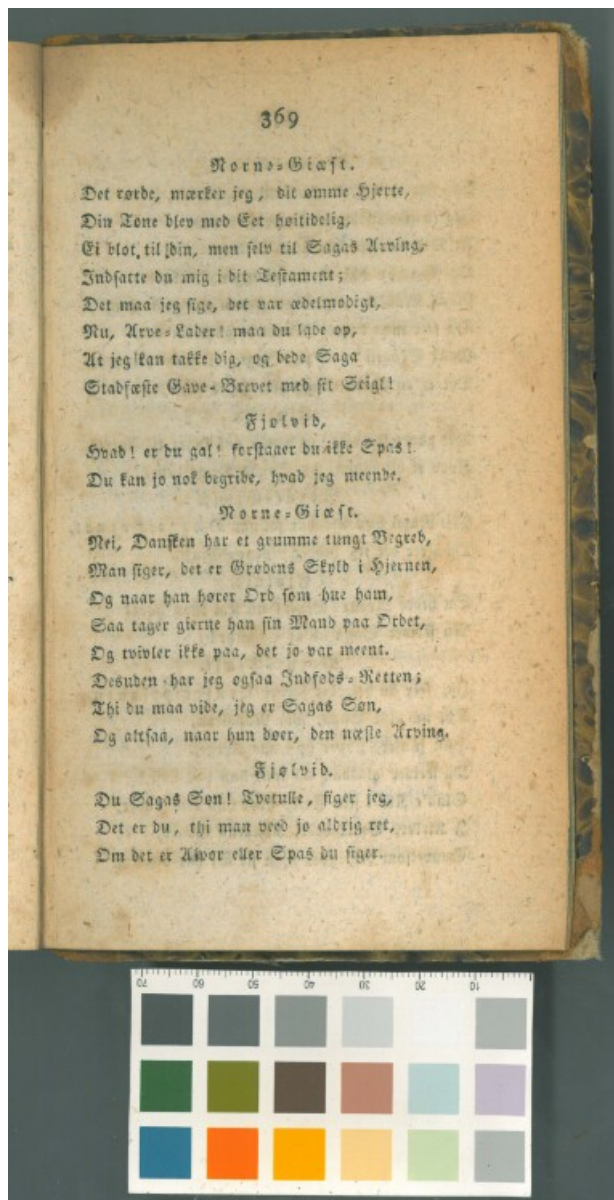 369
Norne-Giæst.
Det rørde, mærker jeg, dit ømme Hjerte,
Din Tone blev med Eet høitidelig,
Ei blot til din, men selv til Sagas Arving,
Indsatte du mig i dit Testament;
Det maa jeg sige, det var ædelmodigt,
Nu, Arve-Lader! maa du lade op,
At jeg kan takke dig, og bede Saga
Stadfæste Gave-Brevet med sit Seigl!
Fjølvid,
Hvad! er du gal! forstaaer du ikke Spas!
Du kan jo nok begribe, hvad jeg meende.
Norne-Giæst.
Nei, Dansken har et grumme tungt Begreb,
Man siger, det er Grødens Skyld i Hjernen,
Og naar han hører Ord som hue ham,
Saa tager gierne han sin Mand paa Ordet,
Og tvivler ikke paa, det jo var meent.
Desuden har jeg ogsaa Indføds-Retten;
Thi du maa vide, jeg er Sagas Søn,
Og altsaa, naar hun døer, den næste Arving.
Fjølvid.
Du Sagas Søn! Tvetulle, siger jeg,
Det er du, thi man veed jo aldrig ret,
Om det er Alvor eller Spas du siger.
70 60 50 40 30 20 10